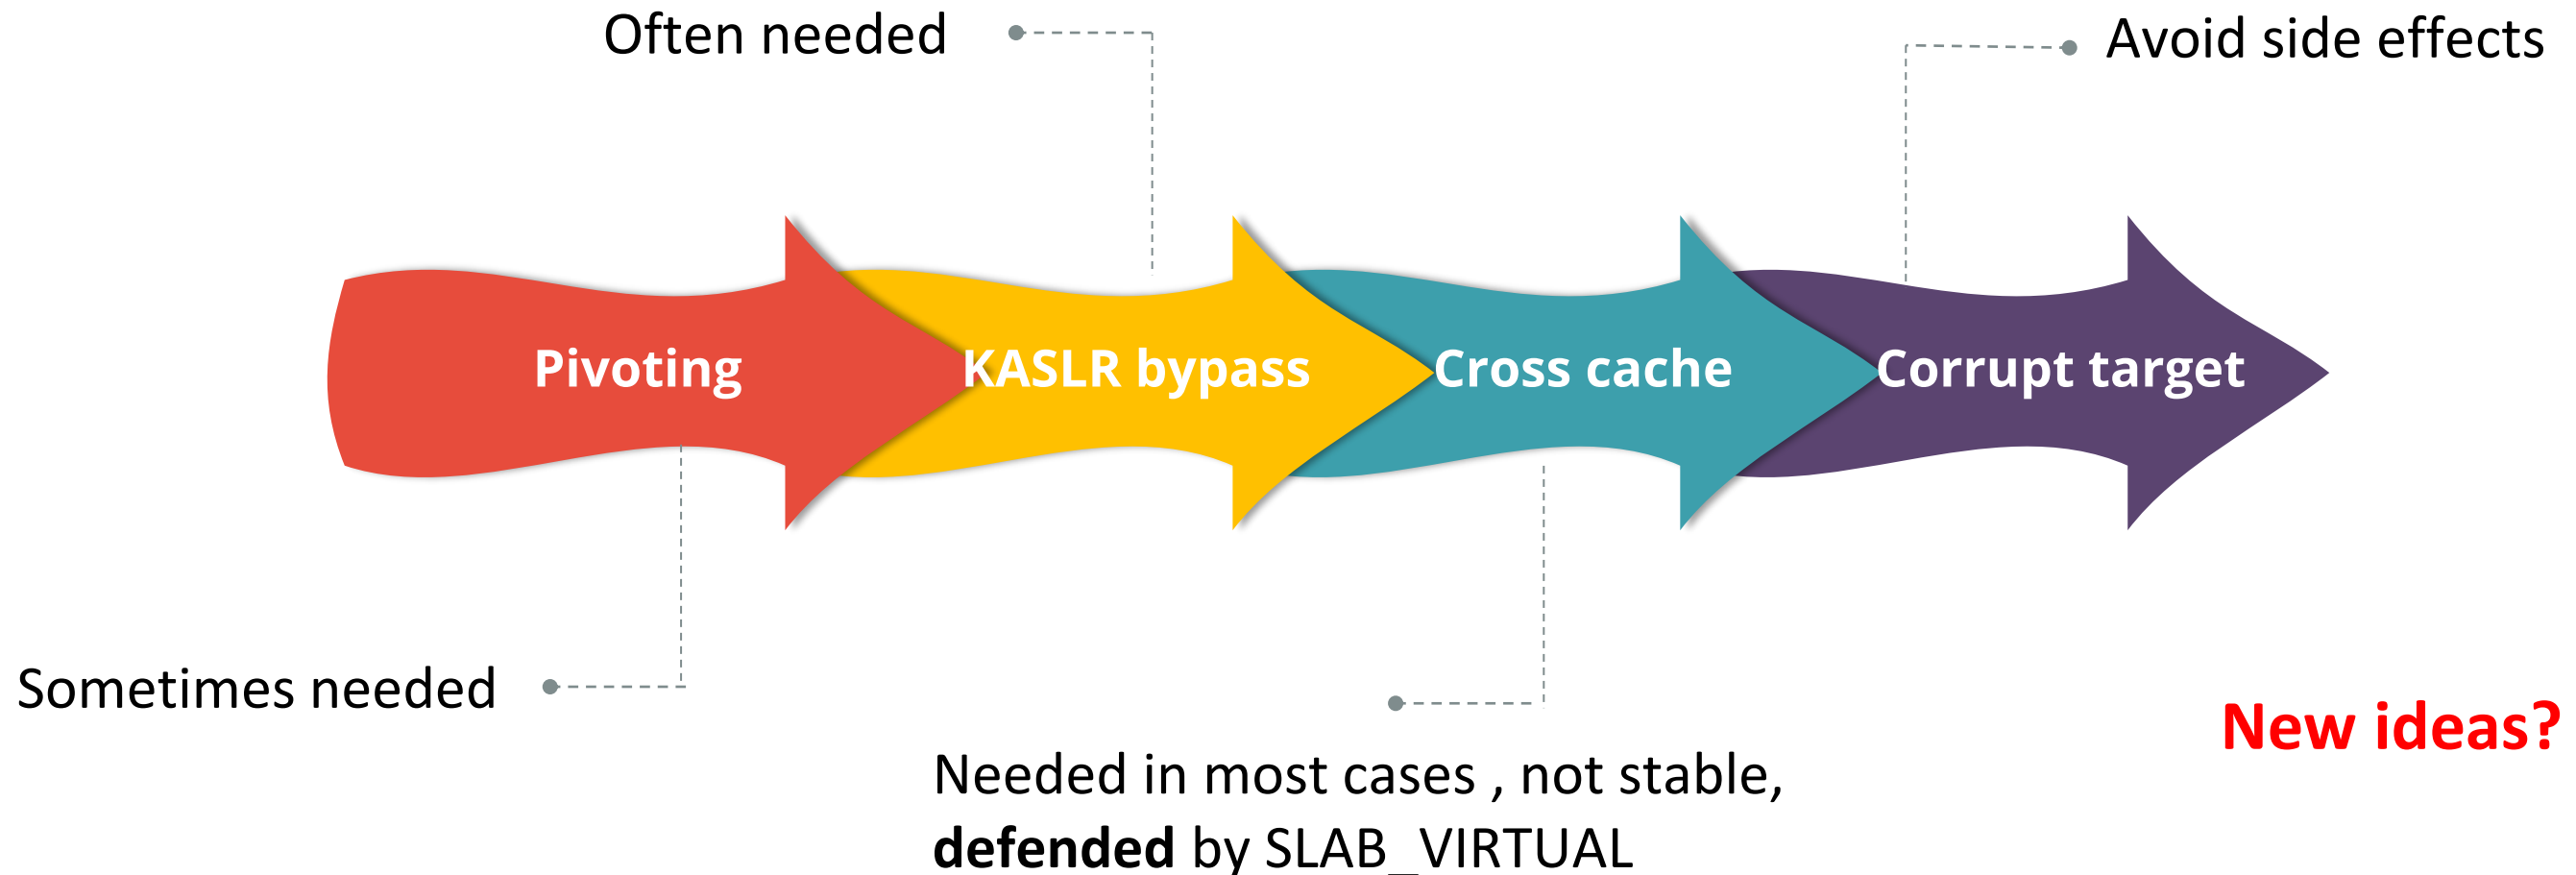 Often needed
Avoid side effects
Pivoting
KASLR bypass
Cross cache
Corrupt target
Sometimes needed
New ideas?
Needed in most cases , not stable,
defended by SLAB_VIRTUAL